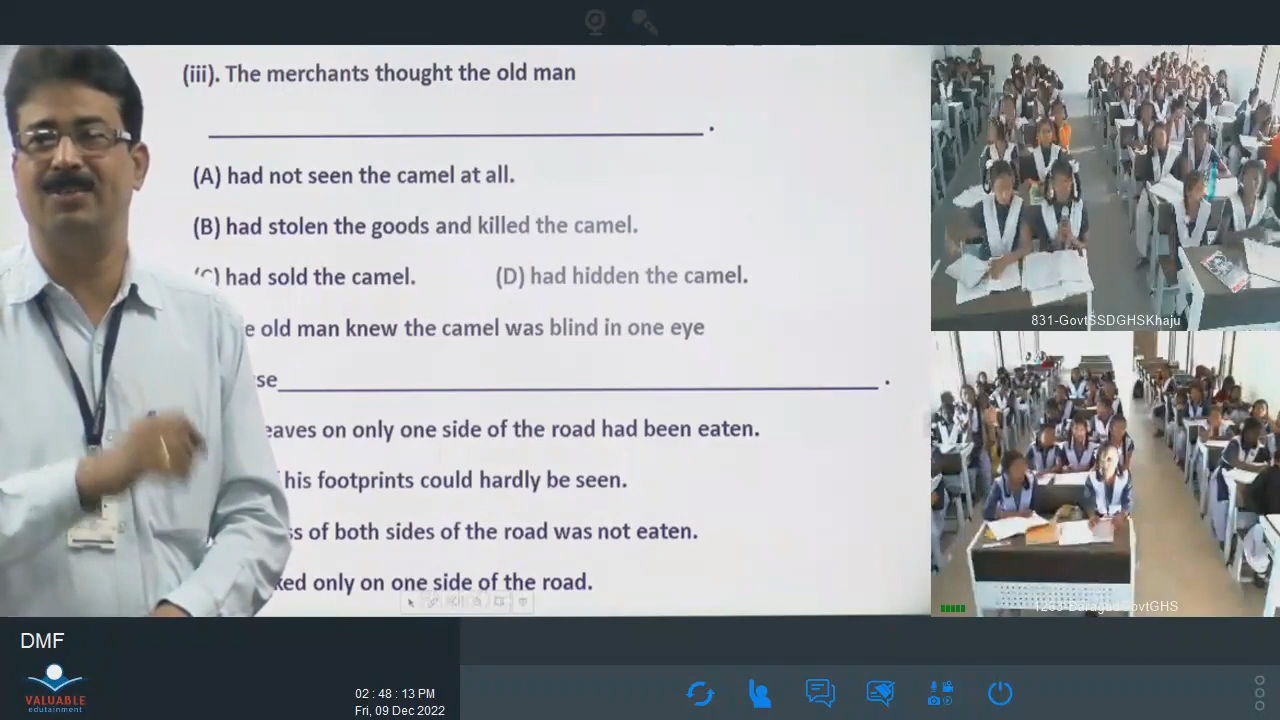 (iii). The merchants thought the old man
.
(A) had not seen the camel at all.
(B) had stolen the goods and killed the camel.
had sold the camel. (D) had hidden the camel.
old man knew the camel was blind in one eye
.
on only one side of the road had been eaten.
his footprints could hardly be seen.
of both sides of the road was not eaten.
only on one side of the road.
831-GovtSSDGHSKhaju
DMF
VALUABLE
edutainment
02 : 48 : 13 PM
Fri, 09 Dec 2022